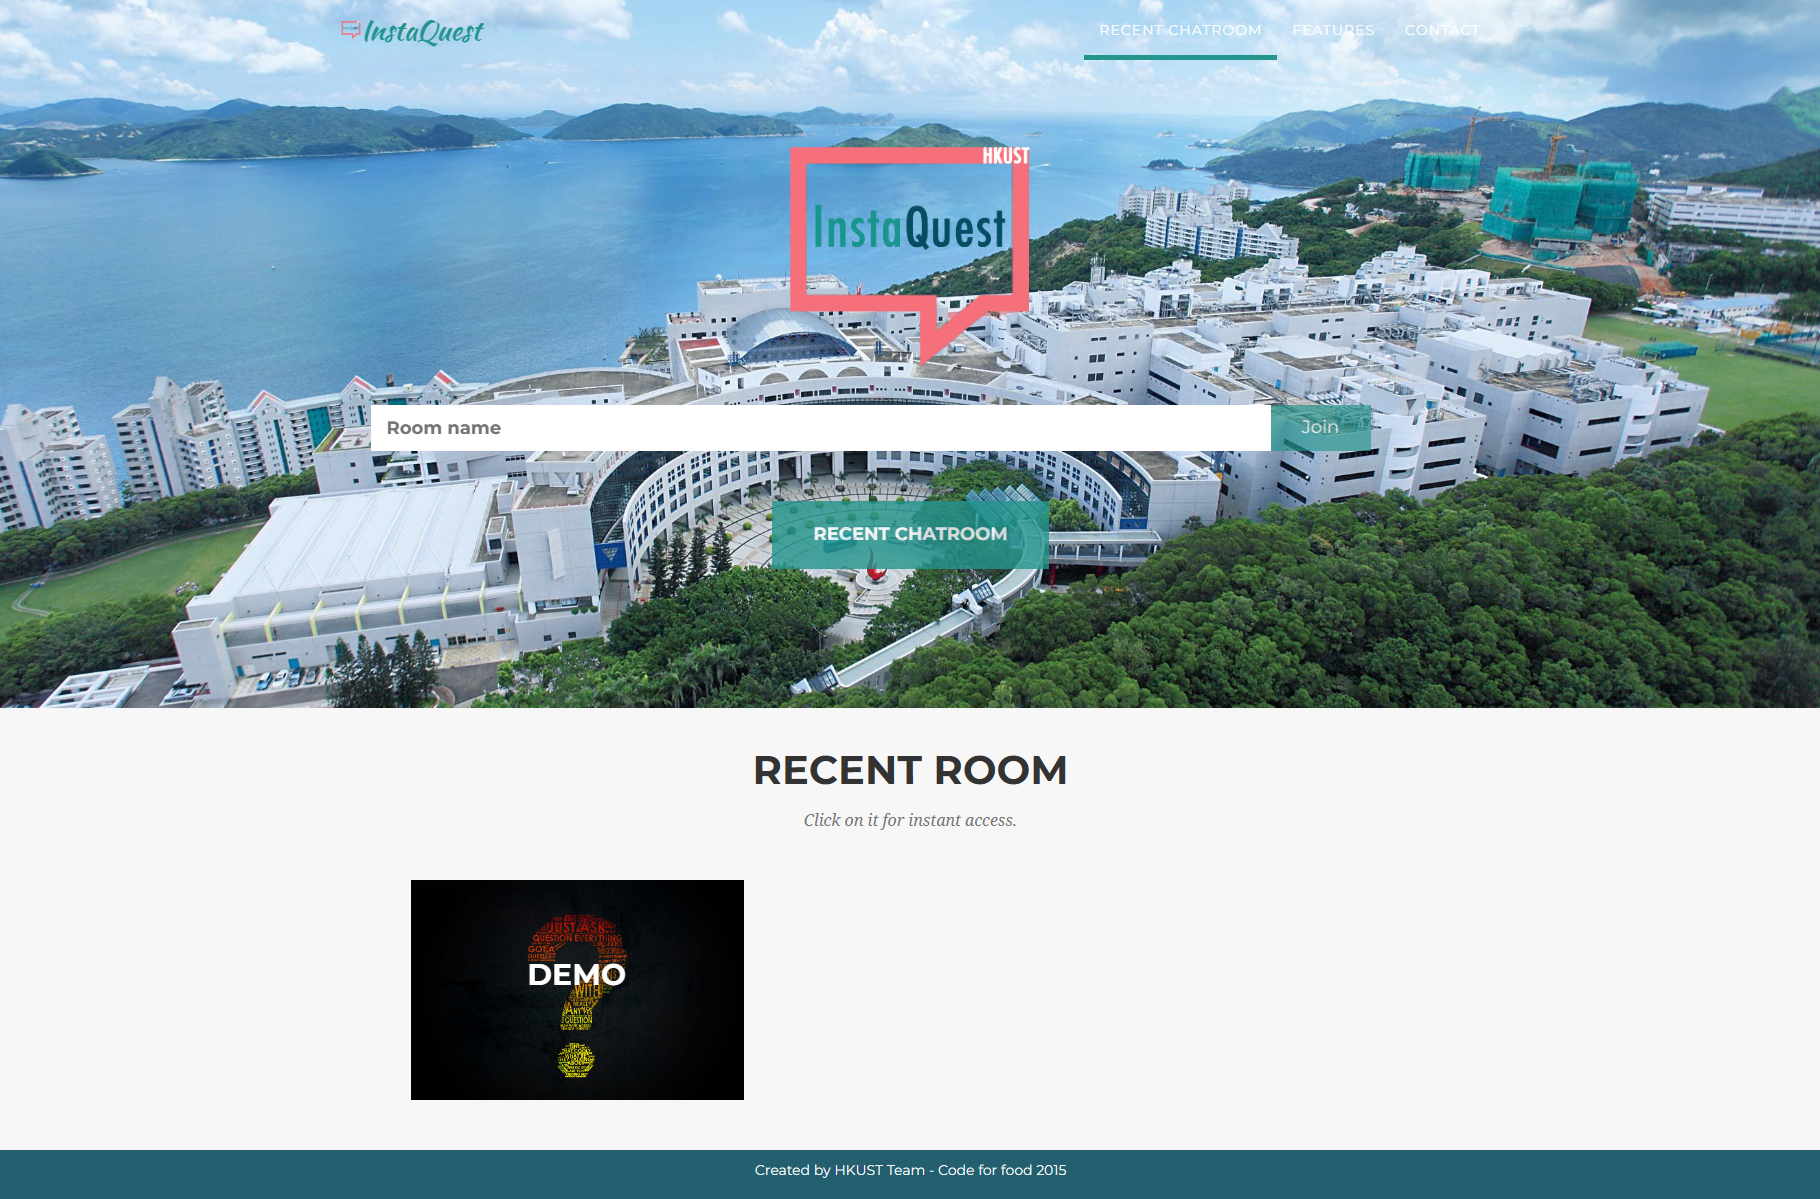 InstaQuest
RECENT CHATROOM
FEATURES
CONTACT
HKUST
InstaQuest
Room name
Join
RECENT CHATROOM
RECENT ROOM
Click on it for instant access.
JUST ASK
QUESTION EVERYTHING
GOT A
DEMO
WITH
QUESTION
Created by HKUST Team - Code for food 2015